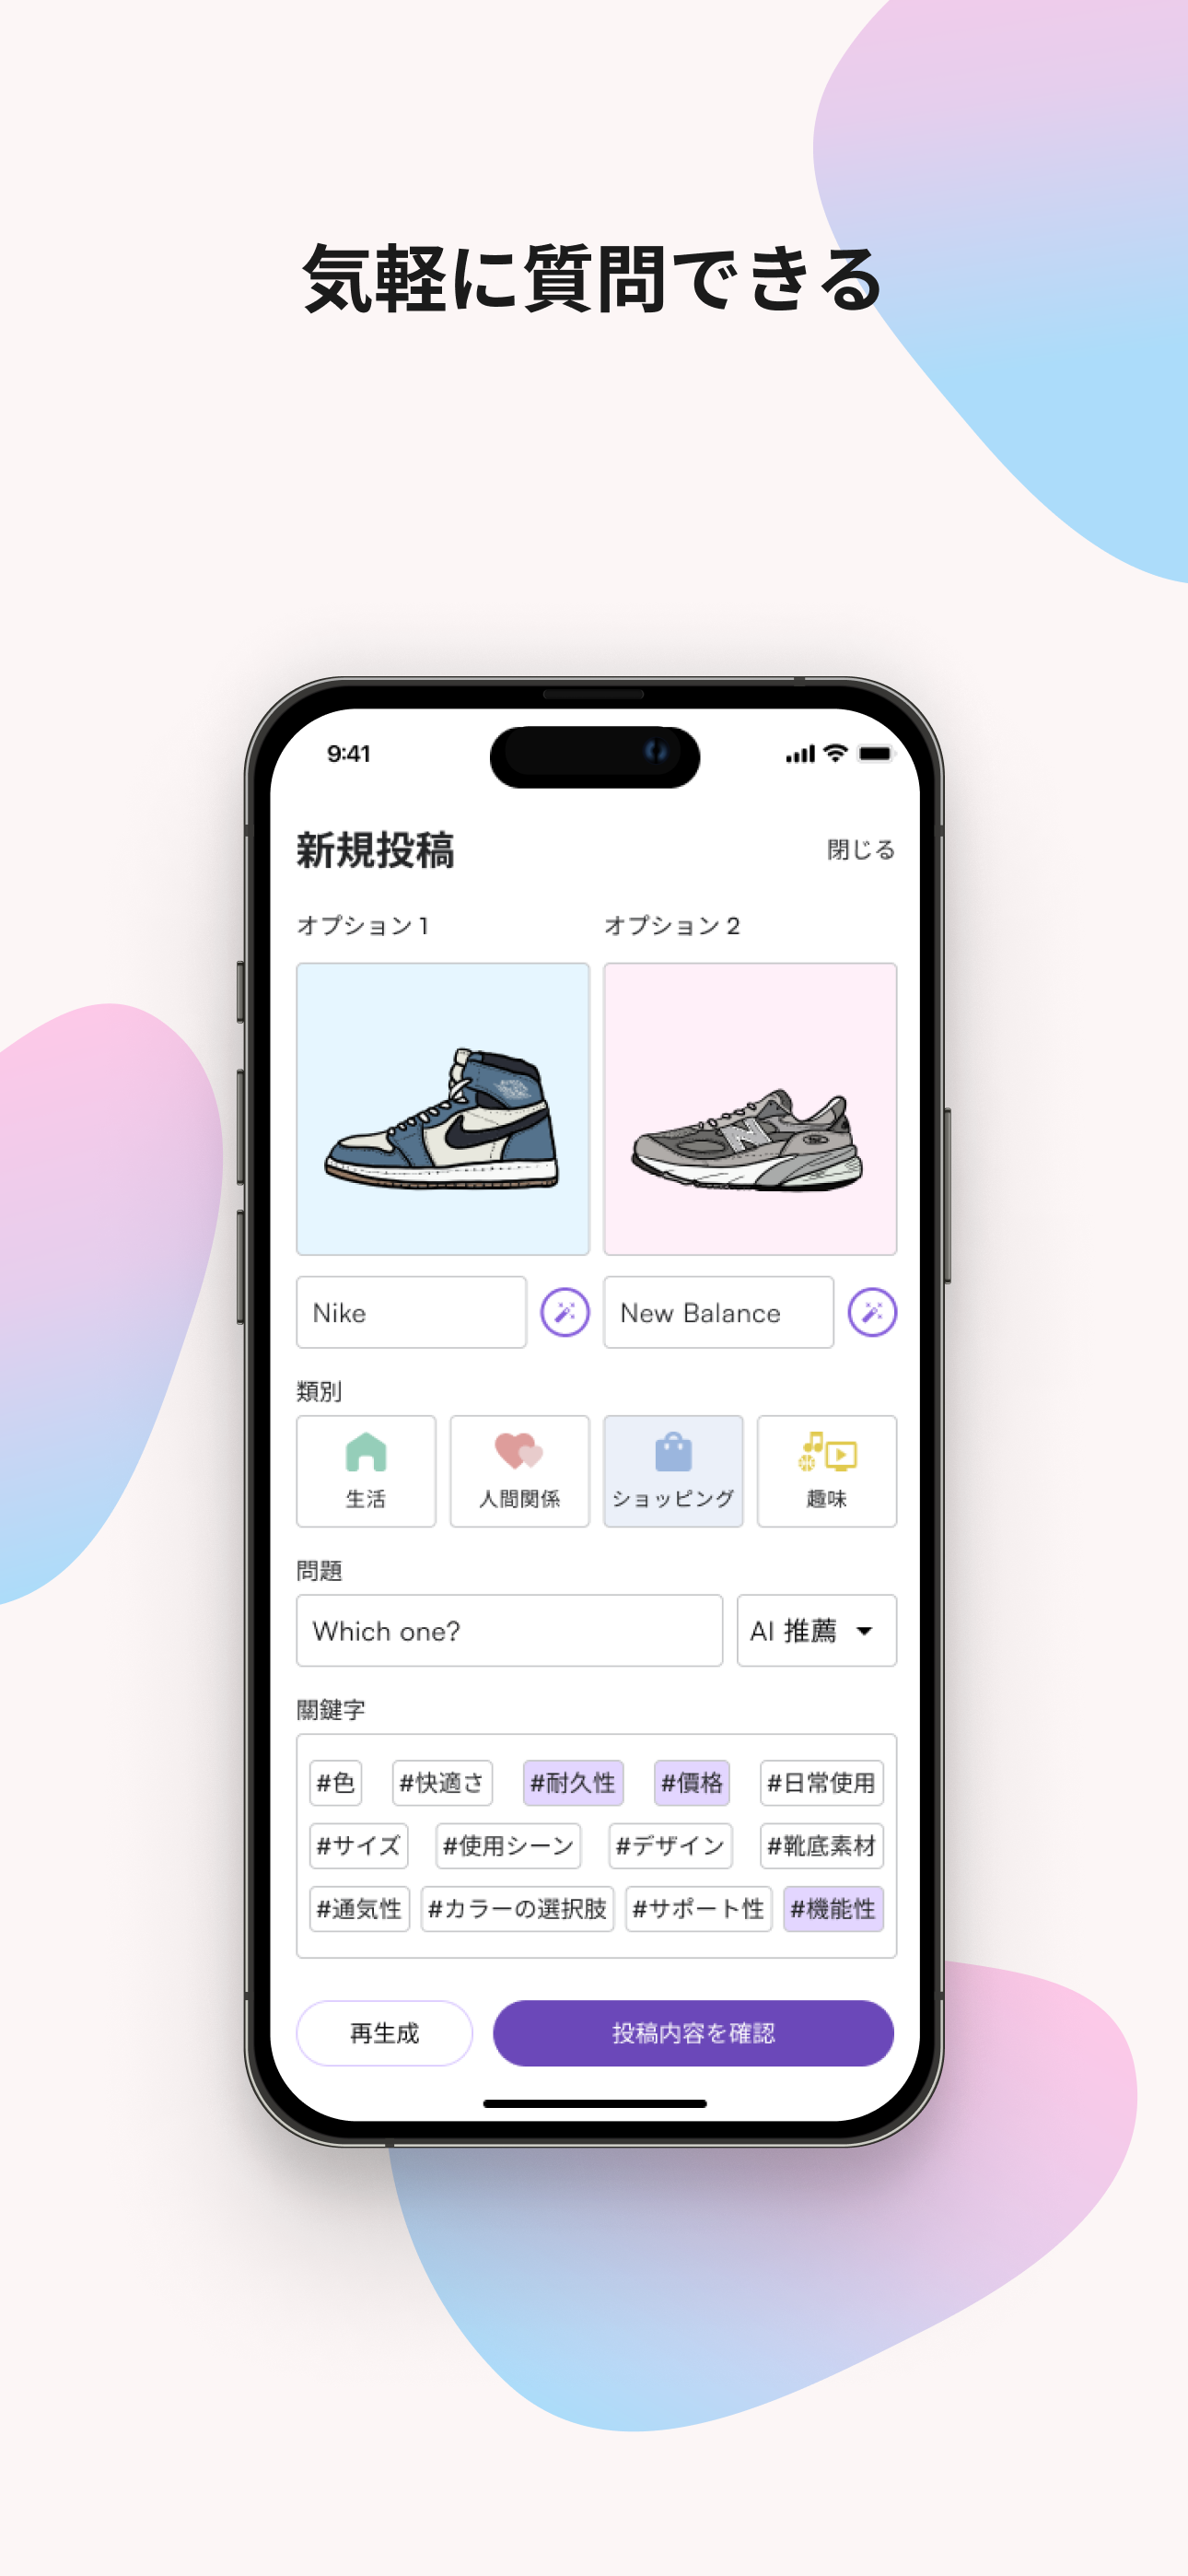 気軽に質問できる
9:41
新規投稿 閉じる
オプション 1 オプション 2
Nike New Balance
類別
生活 人間関係 ショッピング 趣味
問題
Which one? AI 推薦
關鍵字
#色 #快適さ #耐久性 #價格 #日常使用
#サイズ #使用シーン #デザイン #靴底素材
#通気性 #カラーの選択肢 #サポート性 #機能性
再生成 投稿内容を確認